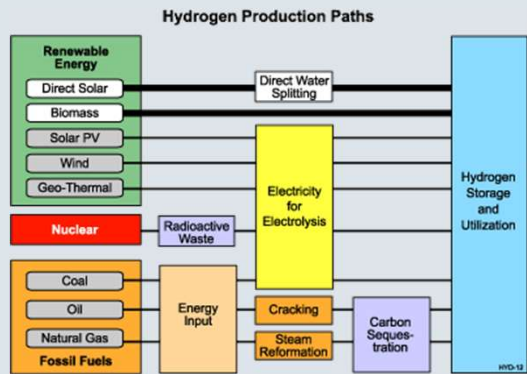 Hydrogen Production Paths
Renewable
Energy
Direct Solar
Direct Water
Splitting
Biomass
Solar PV
Wind
Geo-Thermal
Electricity
for
Electrolysis
Hydrogen
Storage
and
Utilization
Nuclear
Radioactive
Waste
Coal
Oil
Natural Gas
Fossil Fuels
Energy
Input
Cracking
Steam
Reformation
Carbon
Seques-
tration
HYD-12